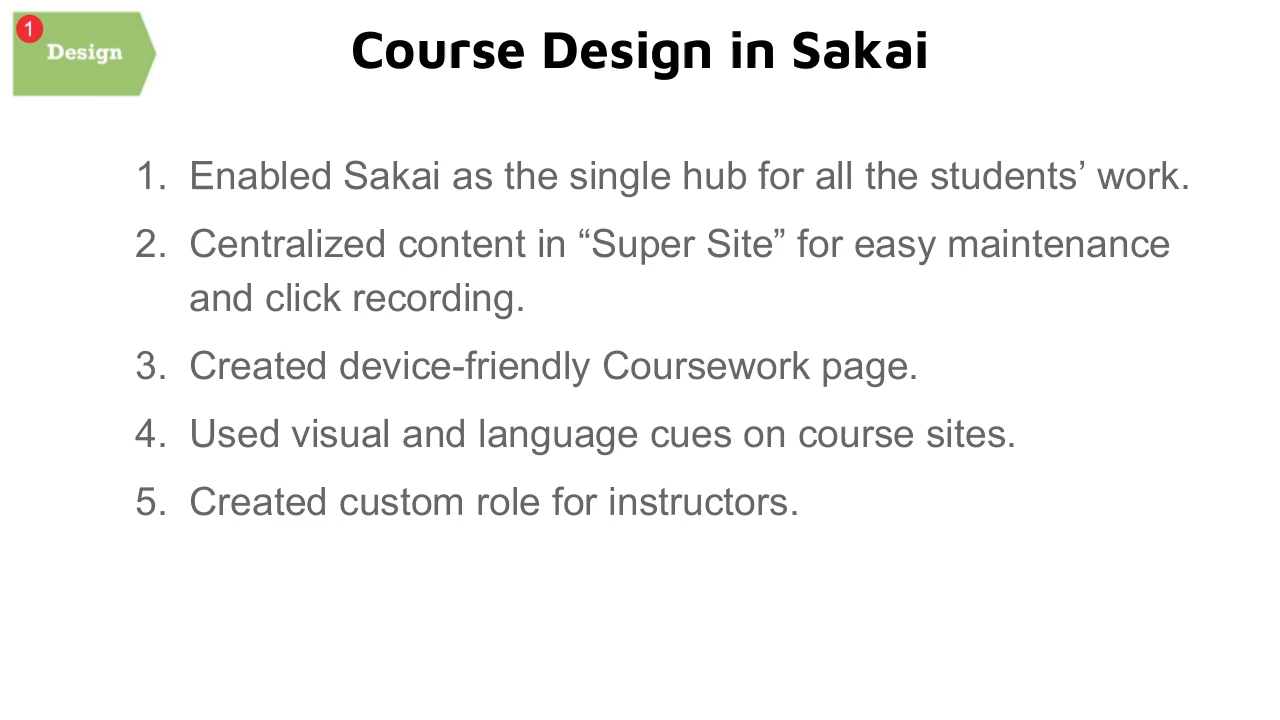 1
Design
Course Design in Sakai
1. Enabled Sakai as the single hub for all the students’ work.
2. Centralized content in “Super Site” for easy maintenance
and click recording.
3. Created device-friendly Coursework page.
4. Used visual and language cues on course sites.
5. Created custom role for instructors.